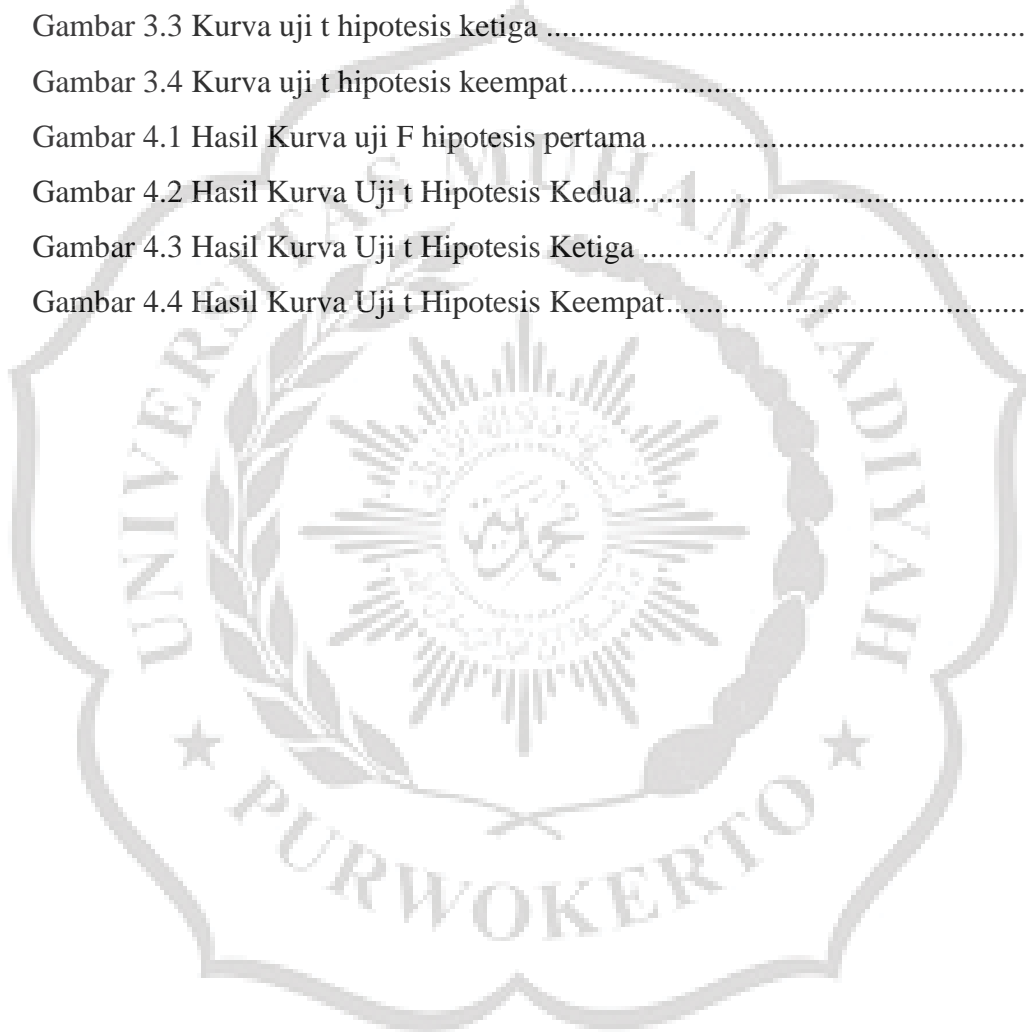 Gambar 3.3 Kurva uji t hipotesis ketiga ........................................................
Gambar 3.4 Kurva uji t hipotesis keempat....................................................
Gambar 4.1 Hasil Kurva uji F hipotesis pertama .........................................
Gambar 4.2 Hasil Kurva Uji t Hipotesis Kedua............................................
Gambar 4.3 Hasil Kurva Uji t Hipotesis Ketiga ..........................................
Gambar 4.4 Hasil Kurva Uji t Hipotesis Keempat.......................................
UNIVERSITAS MUHAMMADIYAH
★ PURWOKERTO ★